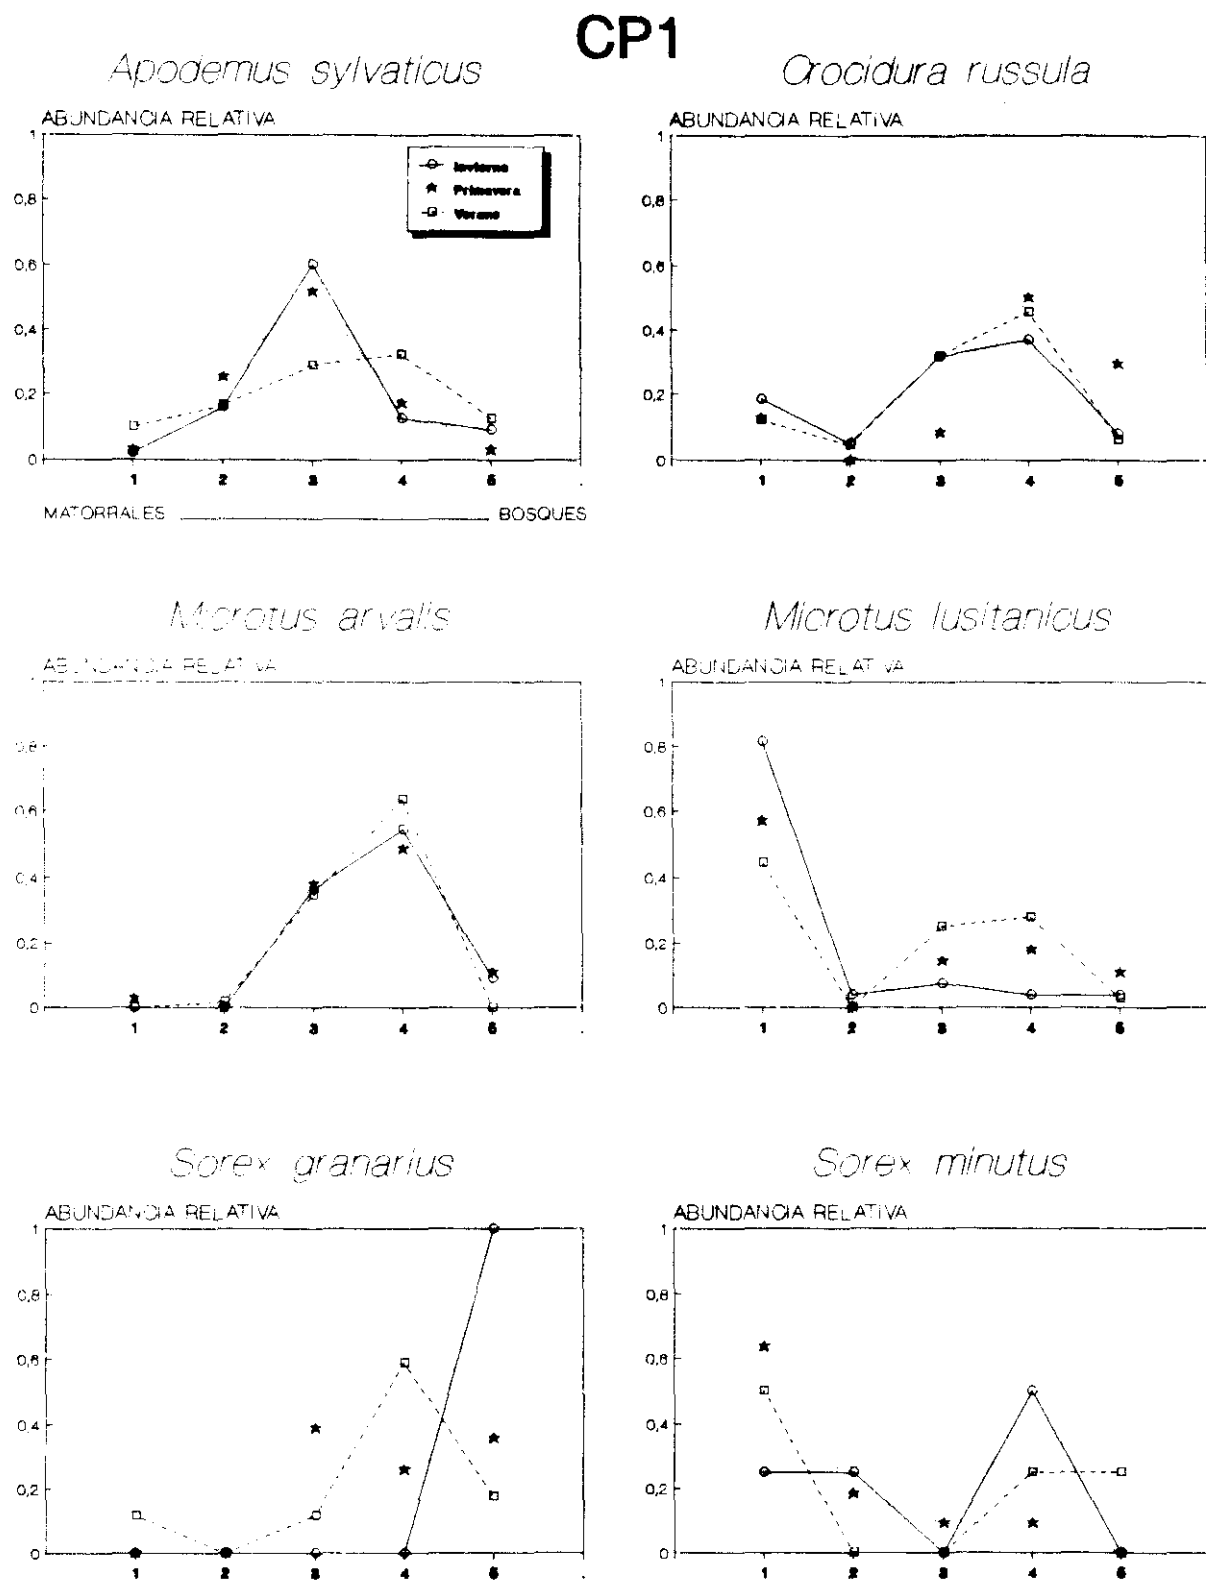 CP1
Apodemus sylvaticus
Crocidura russula
ABUNDANCIA RELATIVA
ABUNDANCIA RELATIVA
1
0,8
0,6
0,4
0,2
0
Invierno
Primavera
Verano
1 2 3 4 5
MATORRALES BOSQUES
1
0,8
0,6
0,4
0,2
0
1 2 3 4 5
Microtus arvalis
Microtus lusitanicus
ABUNDANCIA RELATIVA
ABUNDANCIA RELATIVA
1
0,8
0,6
0,4
0,2
0
1 2 3 4 5
1
0,8
0,6
0,4
0,2
0
1 2 3 4 5
Sorex granarius
Sorex minutus
ABUNDANCIA RELATIVA
ABUNDANCIA RELATIVA
1
0,8
0,6
0,4
0,2
0
1 2 3 4 5
1
0,8
0,6
0,4
0,2
0
1 2 3 4 5